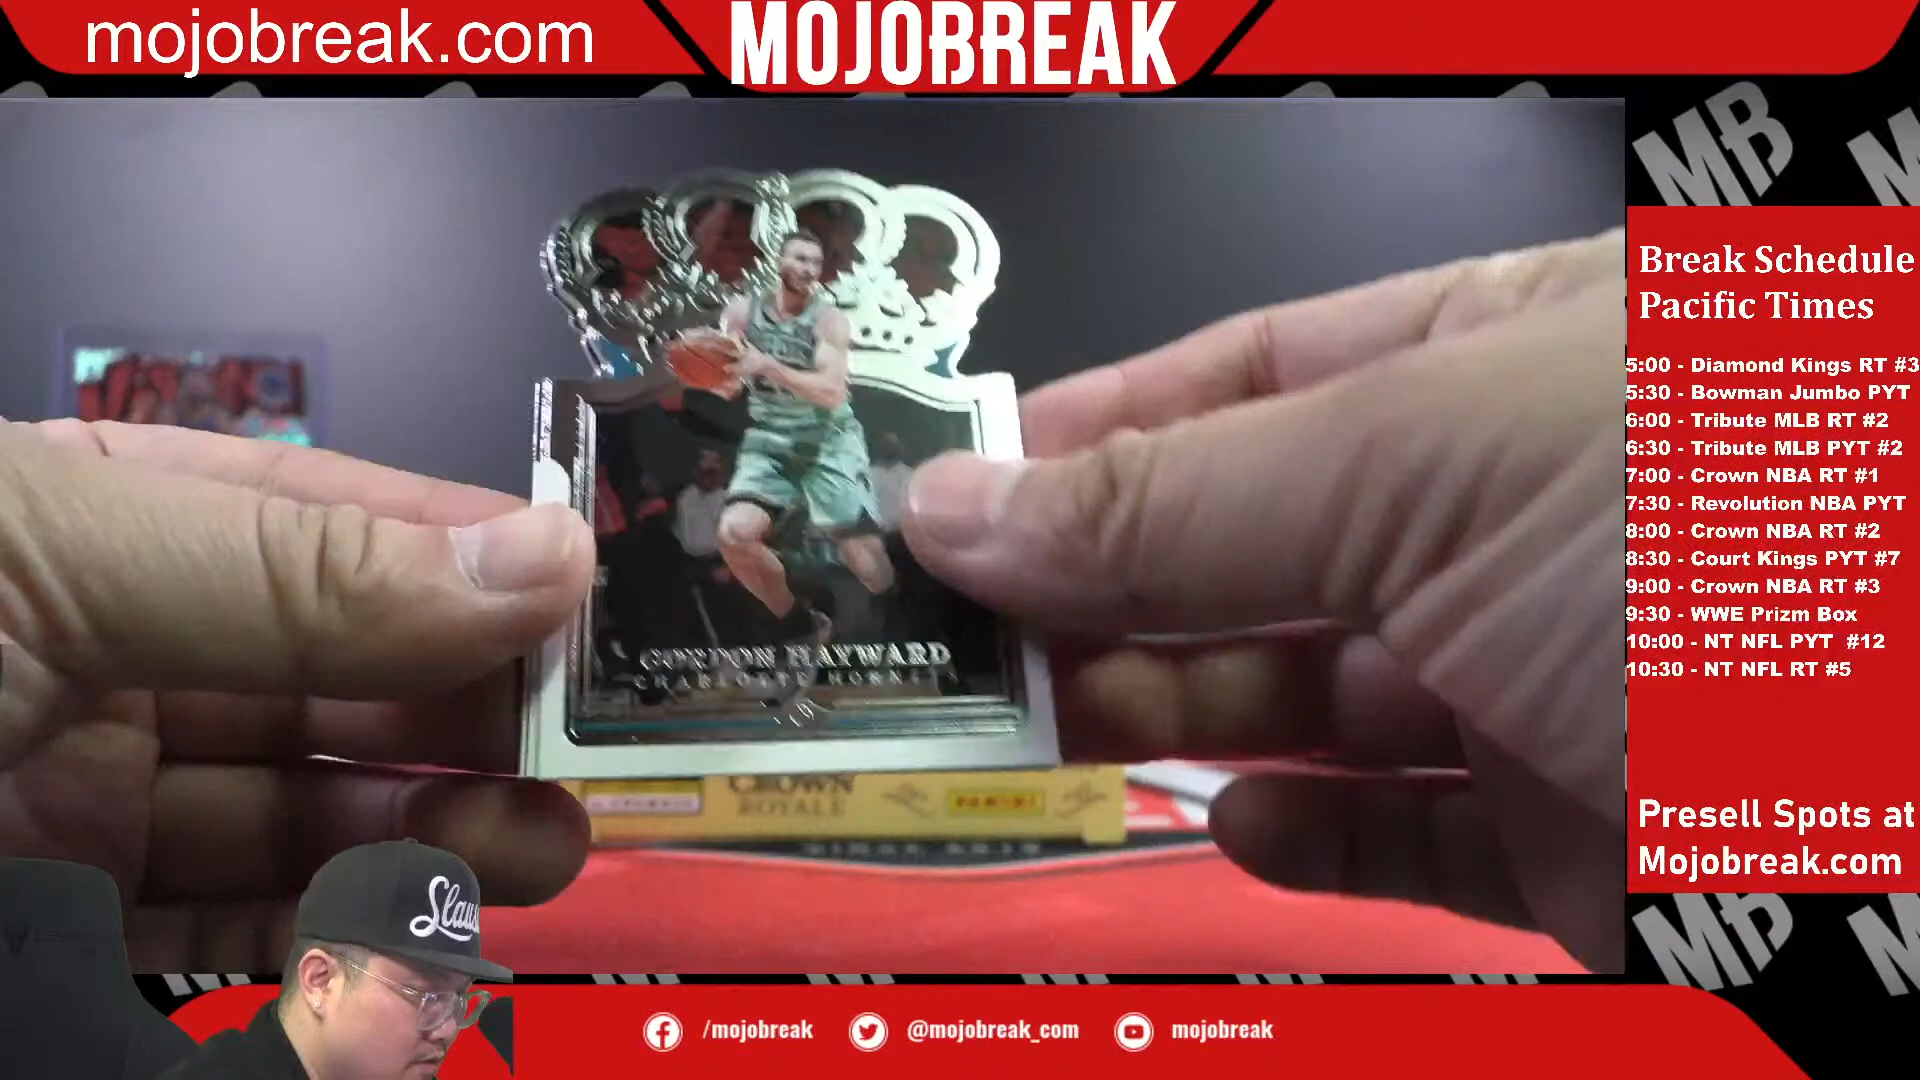 mojobreak.com
MOJOBREAK
Break Schedule
Pacific Times
5:00 - Diamond Kings RT #3
5:30 - Bowman Jumbo PYT
6:00 - Tribute MLB RT #2
6:30 - Tribute MLB PYT #2
7:00 - Crown NBA RT #1
7:30 - Revolution NBA PYT
8:00 - Crown NBA RT #2
8:30 - Court Kings PYT #7
9:00 - Crown NBA RT #3
9:30 - WWE Prizm Box
10:00 - NT NFL PYT #12
10:30 - NT NFL RT #5
Presell Spots at
Mojobreak.com
MB
MB
GORDON HAYWARD
CHARLOTTE HORNETS
CROWN
ROYALE
PANINI
/mojobreak
@mojobreak_com
mojobreak